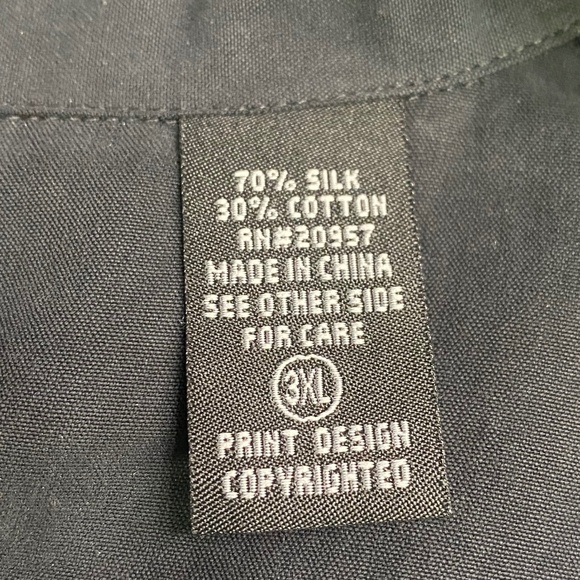 70% SILK
30% COTTON
RN#20957
MADE IN CHINA
SEE OTHER SIDE
FOR CARE
3XL
PRINT DESIGN
COPYRIGHTED